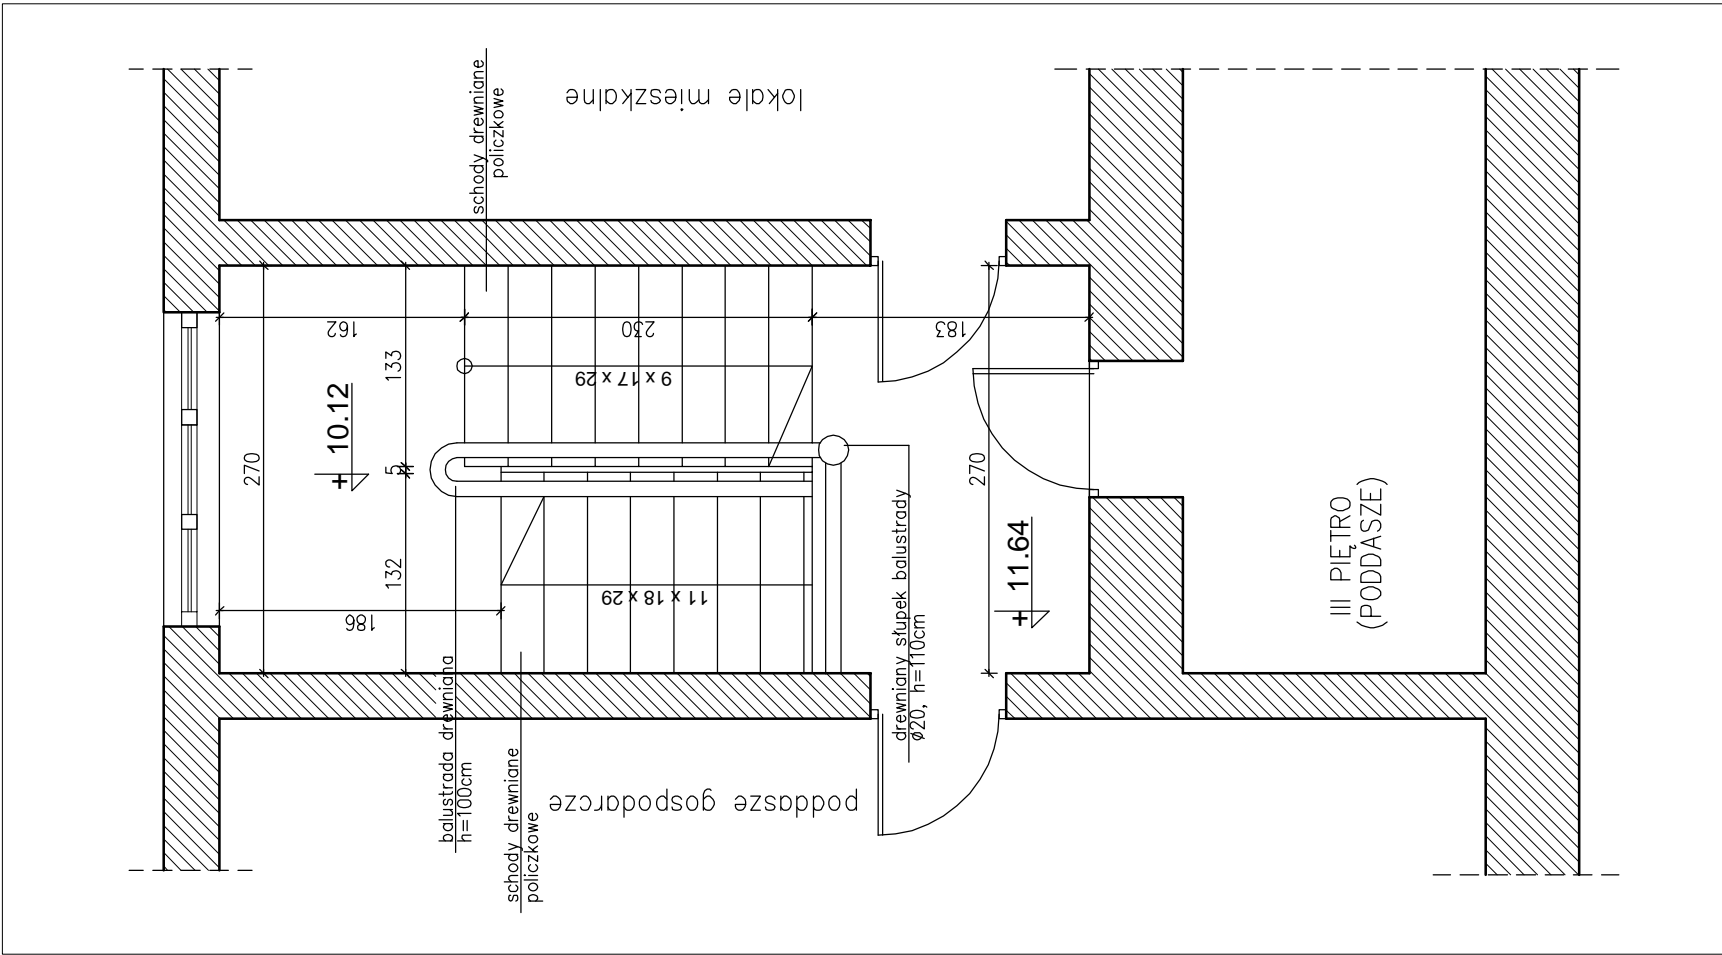 lokale mieszkalne
schody drewniane
policzkowe
162
230
183
133
9 x 17 x 29
+ 10.12
270
5
270
132
11 x 18 x 29
186
+ 11.64
drewniany słupek balustrady
ø20, h=110cm
III PIĘTRO
(PODDASZE)
balustrada drewniana
h=100cm
schody drewniane
policzkowe
poddasze gospodarcze